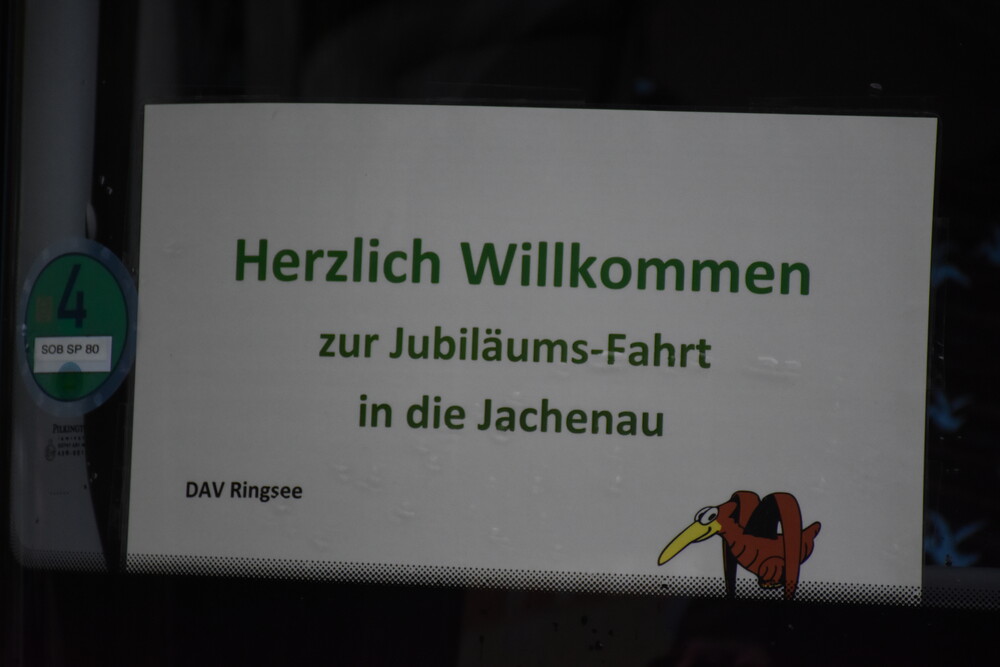 Herzlich Willkommen
zur Jubiläums-Fahrt
in die Jachenau
DAV Ringsee
4
SOB SP 80